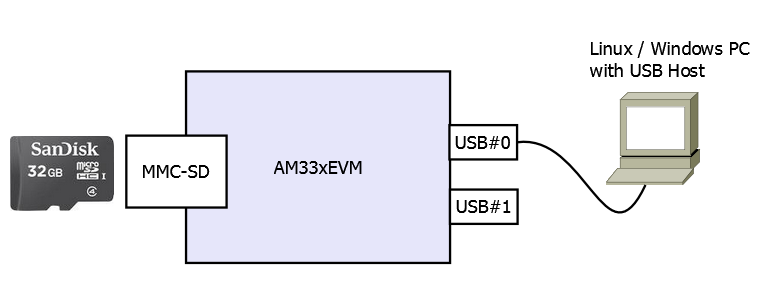 Linux / Windows PC
with USB Host
SanDisk
32GB
micro
SD
HC I
4
MMC-SD
AM33xEVM
USB#0
USB#1